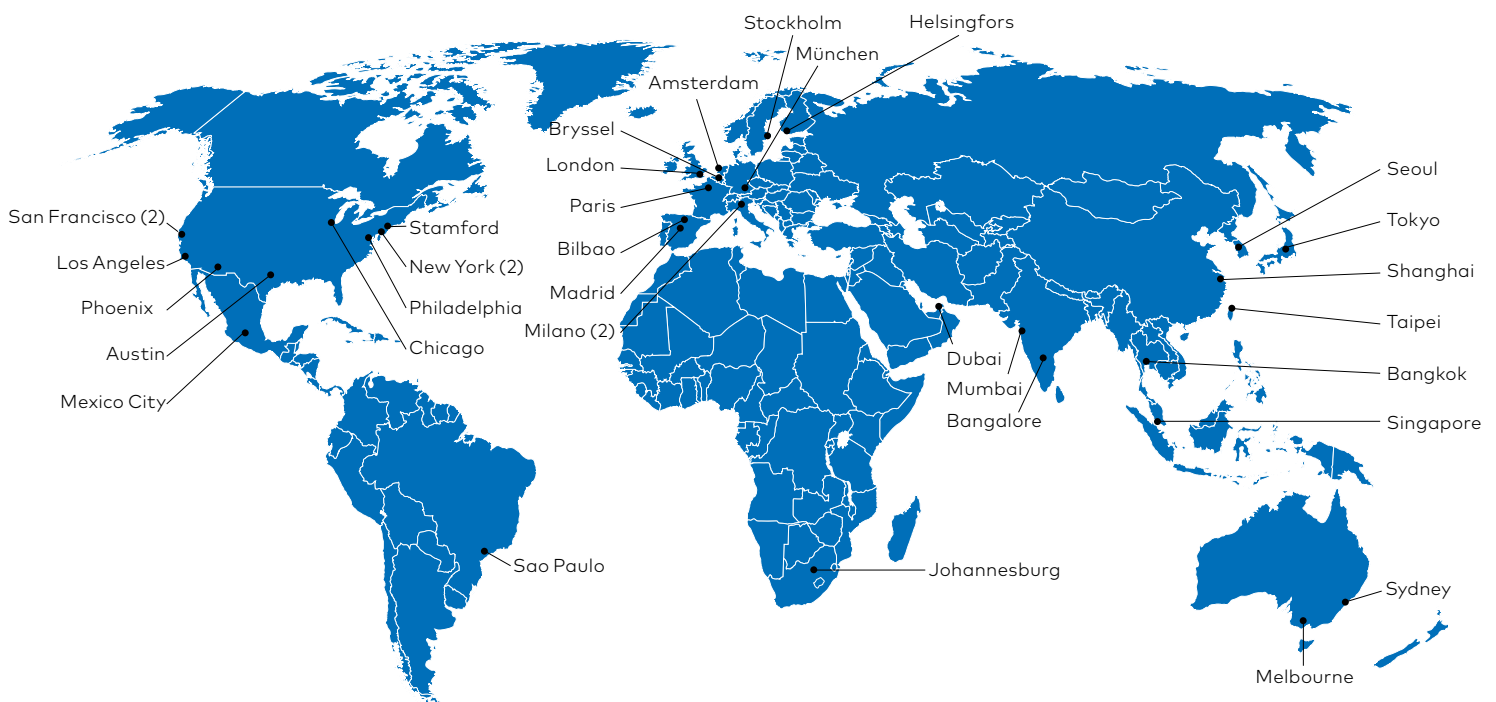 Stockholm
Helsingfors
München
Amsterdam
Bryssel
London
Paris
Bilbao
Madrid
Milano (2)
San Francisco (2)
Los Angeles
Phoenix
Austin
Mexico City
Stamford
New York (2)
Philadelphia
Chicago
Sao Paulo
Dubai
Mumbai
Bangalore
Johannesburg
Seoul
Tokyo
Shanghai
Taipei
Bangkok
Singapore
Sydney
Melbourne